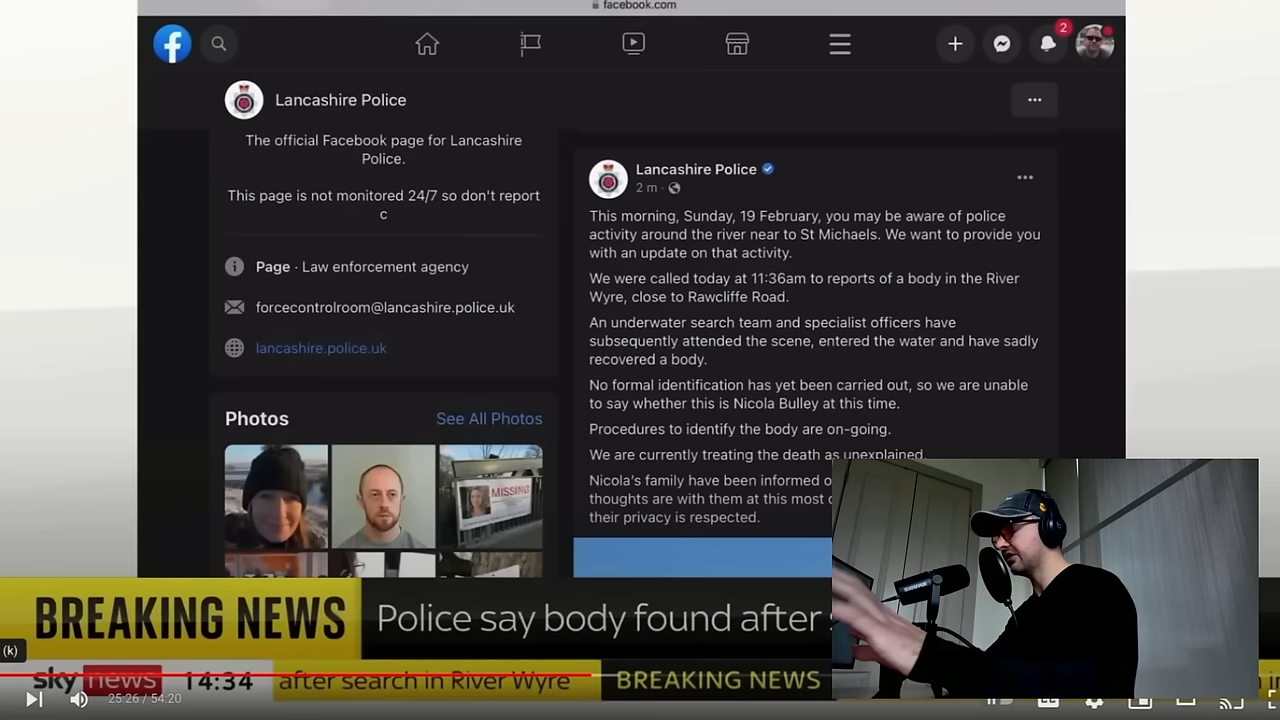 facebook.com
2
Lancashire Police
The official Facebook page for Lancashire
Police.
This page is not monitored 24/7 so don't report
c
Page · Law enforcement agency
forcecontrolroom@lancashire.police.uk
lancashire.police.uk
Photos
See All Photos
MISSING
Lancashire Police
2 m ·
This morning, Sunday, 19 February, you may be aware of police
activity around the river near to St Michaels. We want to provide you
with an update on that activity.
We were called today at 11:36am to reports of a body in the River
Wyre, close to Rawcliffe Road.
An underwater search team and specialist officers have
subsequently attended the scene, entered the water and have sadly
recovered a body.
No formal identification has yet been carried out, so we are unable
to say whether this is Nicola Bulley at this time.
Procedures to identify the body are on-going.
We are currently treating the death as unexplained.
Nicola's family have been informed o
thoughts are with them at this most
their privacy is respected.
SHURE
BREAKING NEWS
Police say body found after
(k)
sky news
14:34
after search in River Wyre
BREAKING NEWS
25:26 / 54:20